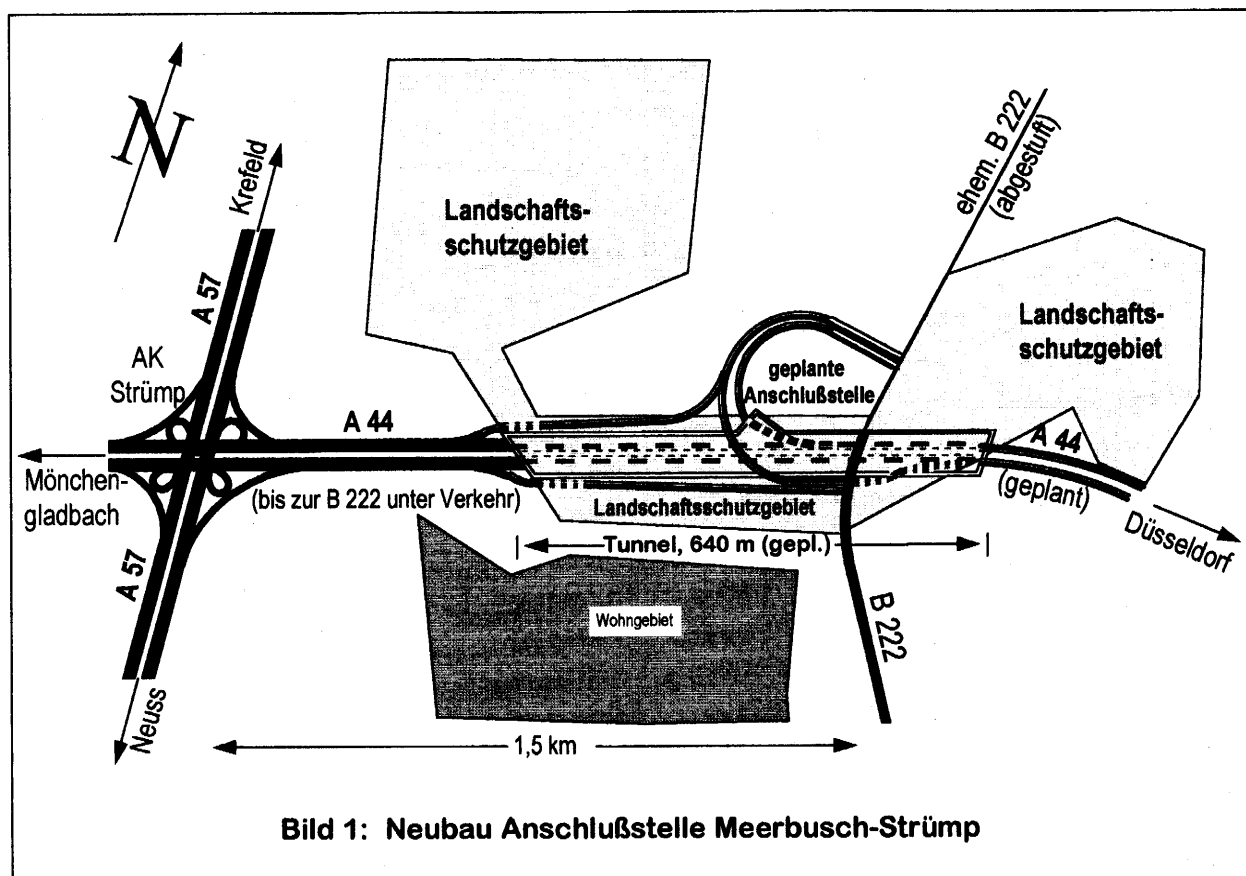 N
Krefeld
A 57
AK
Strümp
Mönchen-
gladbach
A 57
Neuss
A 44
(bis zur B 222 unter Verkehr)
Landschafts-
schutzgebiet
geplante
Anschlußstelle
ehem. B 222
(abgestuft)
Landschafts-
schutzgebiet
A 44
(geplant)
Düsseldorf
Landschaftsschutzgebiet
Tunnel, 640 m (gepl.)
Wohngebiet
B 222
1,5 km
Bild 1: Neubau Anschlußstelle Meerbusch-Strümp